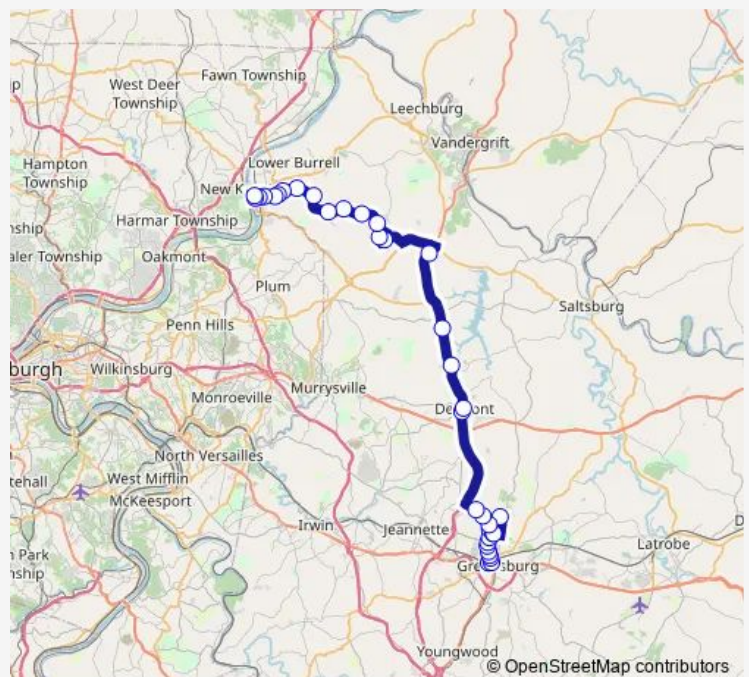 Fawn Township
West Deer
Township
Leechburg
Vandergrift
Hampton
Township
Lower Burrell
New K
Harmar Township
Oakmont
Plum
Saltsburg
Penn Hills
Wilkinsburg
Murrysville
Monroeville
North Versailles
West Mifflin
McKeesport
Irwin
Jeannette
Latrobe
Youngwood
© OpenStreetMap contributors